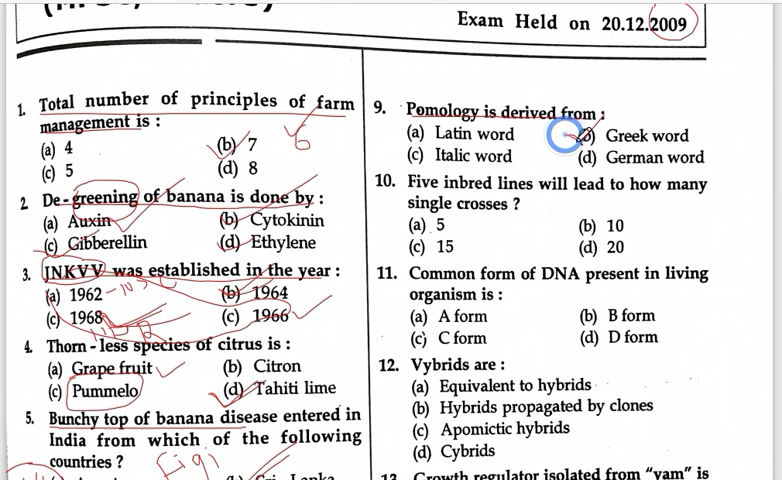 Exam Held on 20.12.2009
1. Total number of principles of farm
management is :
(a) 4
(b) 7
(c) 5
(d) 8
6
2. De-greening of banana is done by :
(a) Auxin
(b) Cytokinin
(c) Gibberellin
(d) Ethylene
3. JNKVV was established in the year :
(a) 1962
(b) 1964
(c) 1968
(c) 1966
4. Thorn-less species of citrus is :
(a) Grape fruit
(b) Citron
(c) Pummelo
(d) Tahiti lime
5. Bunchy top of banana disease entered in
India from which of the following
countries ?
Fiji
9. Pomology is derived from :
(a) Latin word
(b) Greek word
(c) Italic word
(d) German word
10. Five inbred lines will lead to how many
single crosses ?
(a) 5
(b) 10
(c) 15
(d) 20
11. Common form of DNA present in living
organism is :
(a) A form
(b) B form
(c) C form
(d) D form
12. Vybrids are :
(a) Equivalent to hybrids
(b) Hybrids propagated by clones
(c) Apomictic hybrids
(d) Cybrids
13. Growth regulator isolated from "yam" is